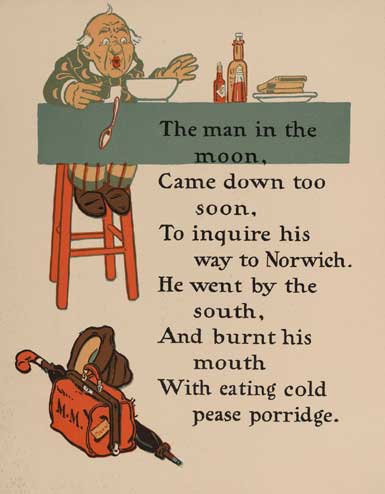 The man in the
moon,
Came down too
soon,
To inquire his
way to Norwich.
He went by the
south,
And burnt his
mouth
With eating cold
pease porridge.
M.M.